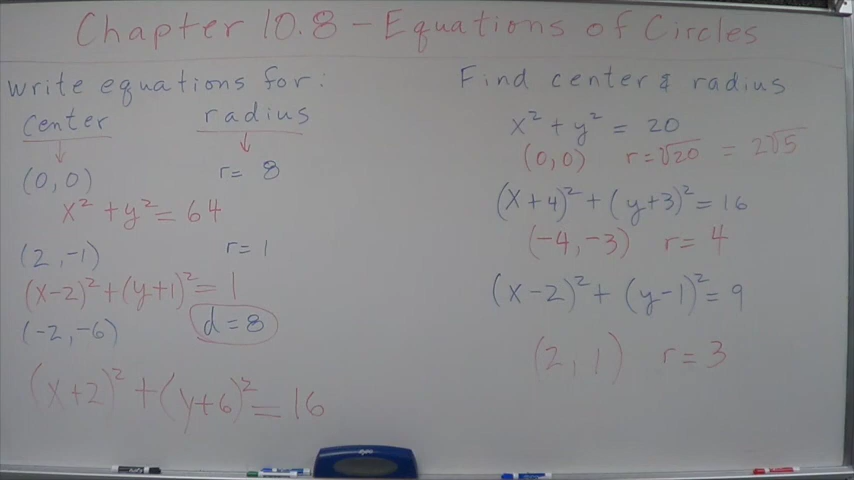 Chapter 10.8 - Equations of Circles
Write equations for:
Center radius
(0,0) r= 8
x² + y² = 64
(2,-1) r=1
(x-2)² + (y+1)² = 1
(-2,-6) d=8
(x+2)² + (y+6)² = 16
Find center & radius
x² + y² = 20
(0,0) r=√20 = 2√5
(x+4)² + (y+3)² = 16
(-4,-3) r= 4
(x-2)² + (y-1)² = 9
(2,1) r= 3